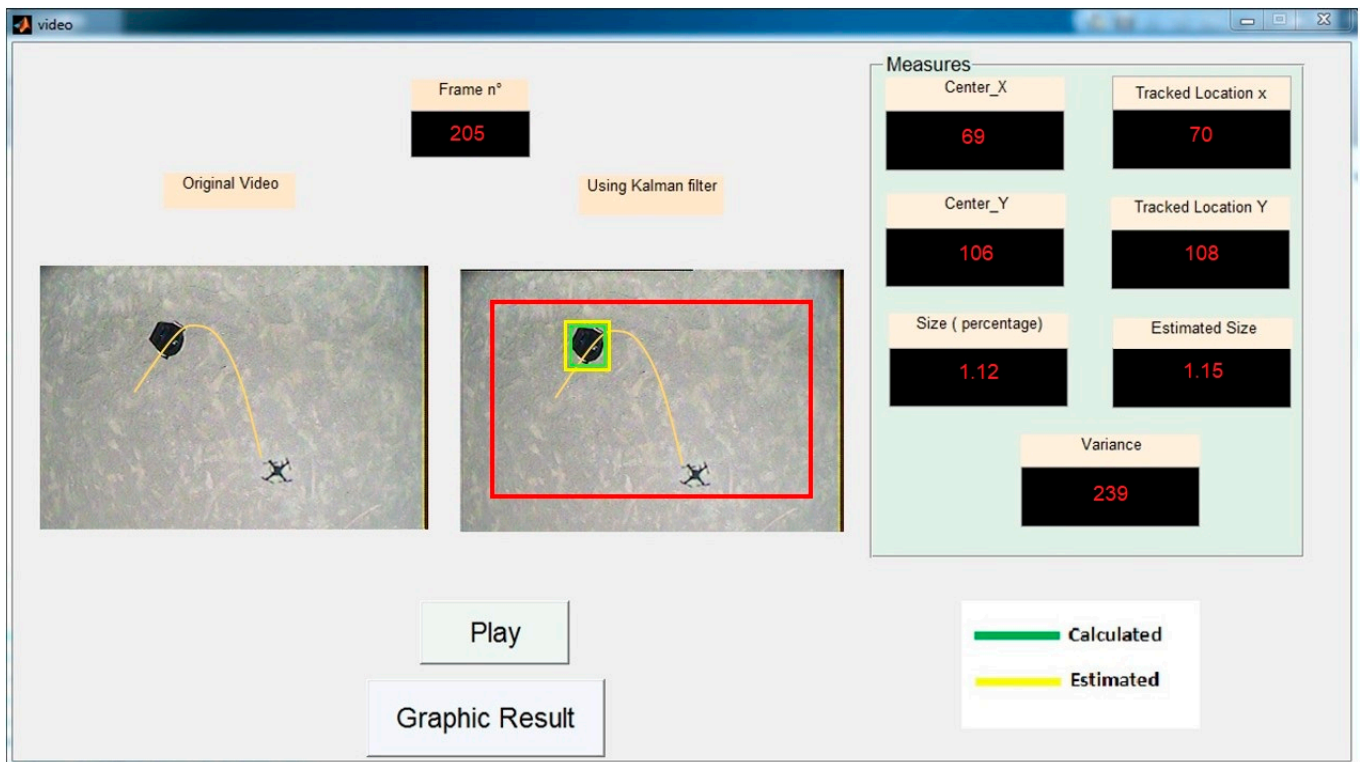 video
Frame n°
205
Original Video
Using Kalman filter
Measures
Center_X
Tracked Location x
69
70
Center_Y
Tracked Location Y
106
108
Size ( percentage)
Estimated Size
1.12
1.15
Variance
239
Play
Graphic Result
Calculated
Estimated